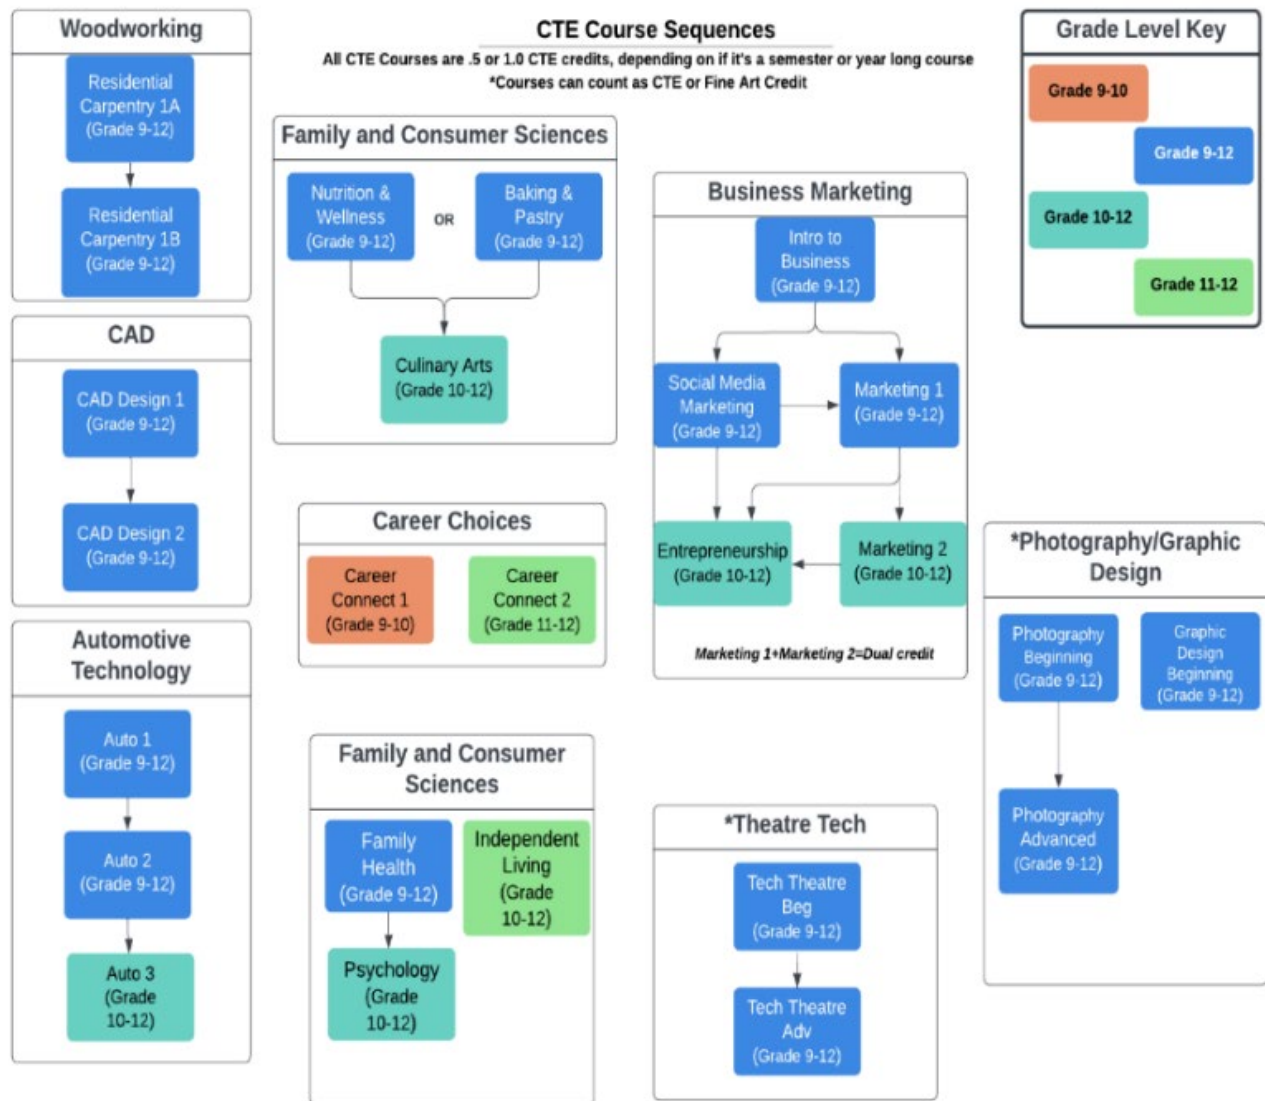 CTE Course Sequences
All CTE Courses are .5 or 1.0 CTE credits, depending on if it's a semester or year long course
*Courses can count as CTE or Fine Art Credit
Woodworking
Residential
Carpentry 1A
(Grade 9-12)
Residential
Carpentry 1B
(Grade 9-12)
CAD
CAD Design 1
(Grade 9-12)
CAD Design 2
(Grade 9-12)
Automotive
Technology
Auto 1
(Grade 9-12)
Auto 2
(Grade 9-12)
Auto 3
(Grade
10-12)
Family and Consumer Sciences
Nutrition &
Wellness
(Grade 9-12)
OR
Baking &
Pastry
(Grade 9-12)
Culinary Arts
(Grade 10-12)
Career Choices
Career
Connect 1
(Grade 9-10)
Career
Connect 2
(Grade 11-12)
Family and Consumer
Sciences
Family
Health
(Grade 9-12)
Independent
Living
(Grade
10-12)
Psychology
(Grade
10-12)
Business Marketing
Intro to
Business
(Grade 9-12)
Social Media
Marketing
(Grade 9-12)
Marketing 1
(Grade 9-12)
Entrepreneurship
(Grade 10-12)
Marketing 2
(Grade 10-12)
Marketing 1+Marketing 2=Dual credit
*Theatre Tech
Tech Theatre
Beg
(Grade 9-12)
Tech Theatre
Adv
(Grade 9-12)
Grade Level Key
Grade 9-10
Grade 9-12
Grade 10-12
Grade 11-12
*Photography/Graphic
Design
Photography
Beginning
(Grade 9-12)
Graphic
Design
Beginning
(Grade 9-12)
Photography
Advanced
(Grade 9-12)